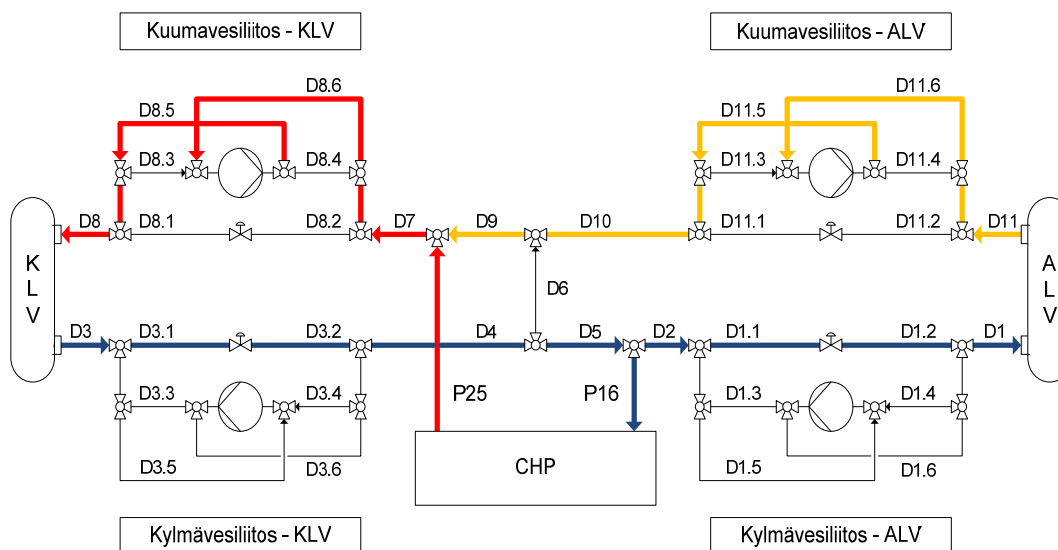 Kuumavesiliitos - KLV
Kuumavesiliitos - ALV
D8.6
D11.6
D8.5
D11.5
D8.3
D8.4
D11.3
D11.4
D8
D8.1
D8.2
D7
D9
D10
D11.1
D11.2
D11
KLV
ALV
D6
D3
D3.1
D3.2
D4
D5
D2
D1.1
D1.2
D1
D3.3
D3.4
P25
P16
D1.3
D1.4
D3.5
D3.6
CHP
D1.5
D1.6
Kylmävesiliitos - KLV
Kylmävesiliitos - ALV